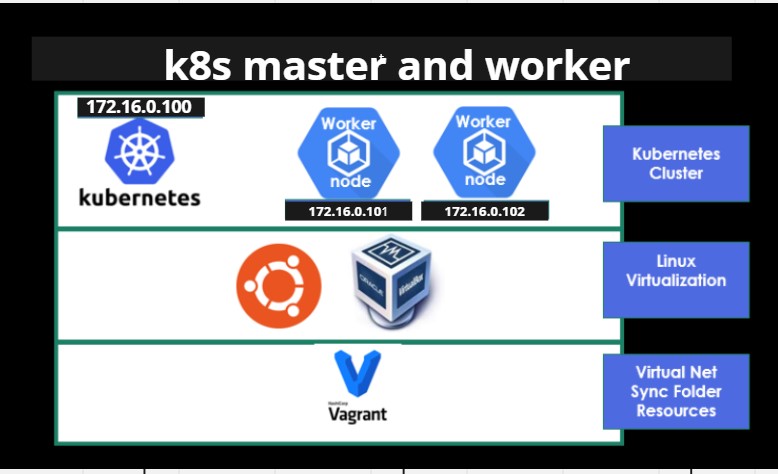 k8s master and worker
172.16.0.100
kubernetes
Worker
node
172.16.0.101
Worker
node
172.16.0.102
Kubernetes
Cluster
ORACLE
VirtualBox
Linux
Virtualization
HashiCorp
Vagrant
Virtual Net
Sync Folder
Resources